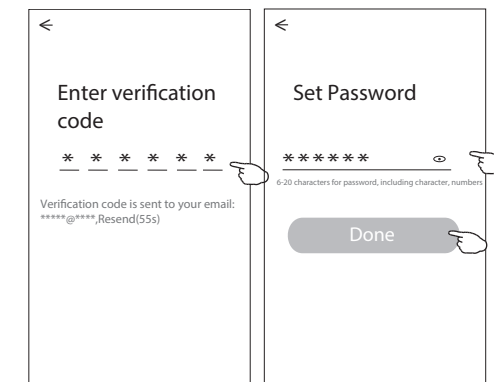 Enter verification
code
* * * * * *
Verification code is sent to your email:
*****@****,Resend(55s)
Set Password
******
6-20 characters for password, including character, numbers
Done